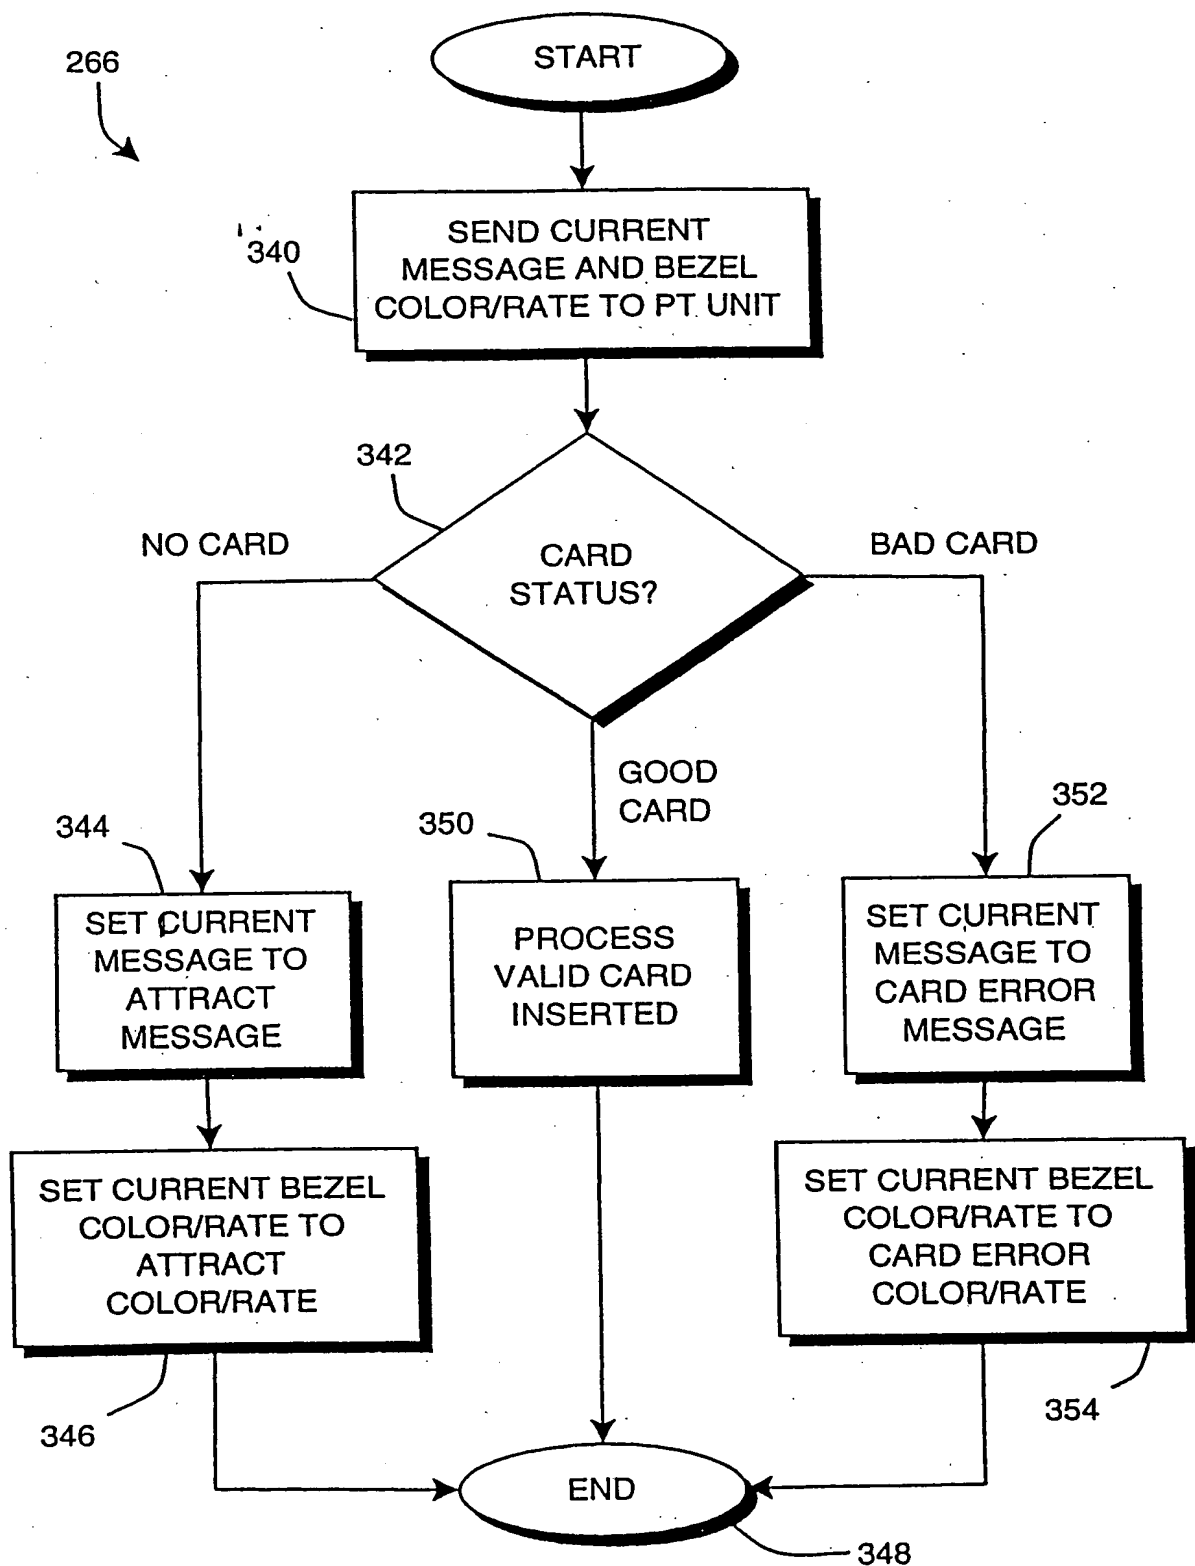 266
START
340
SEND CURRENT
MESSAGE AND BEZEL
COLOR/RATE TO PT UNIT
342
NO CARD
CARD
STATUS?
BAD CARD
GOOD
CARD
344
SET CURRENT
MESSAGE TO
ATTRACT
MESSAGE
350
PROCESS
VALID CARD
INSERTED
352
SET CURRENT
MESSAGE TO
CARD ERROR
MESSAGE
SET CURRENT BEZEL
COLOR/RATE TO
ATTRACT
COLOR/RATE
346
SET CURRENT BEZEL
COLOR/RATE TO
CARD ERROR
COLOR/RATE
354
END
348